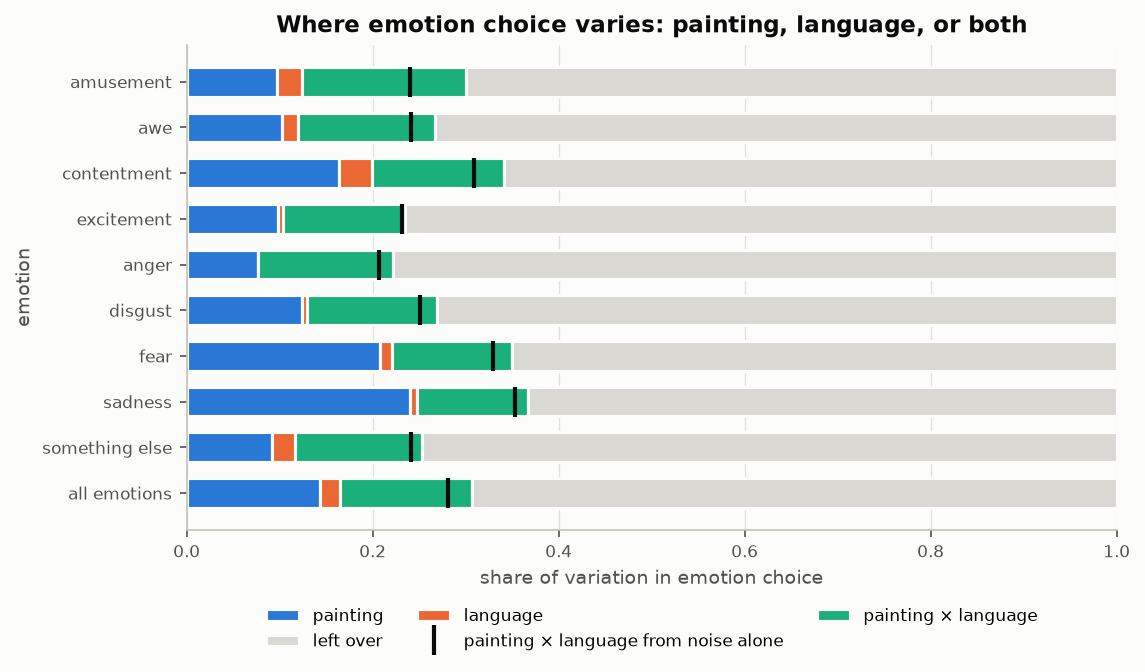 Where emotion choice varies: painting, language, or both
emotion
amusement
awe
contentment
excitement
anger
disgust
fear
sadness
something else
all emotions
0.0 0.2 0.4 0.6 0.8 1.0
share of variation in emotion choice
painting language painting × language
left over painting × language from noise alone